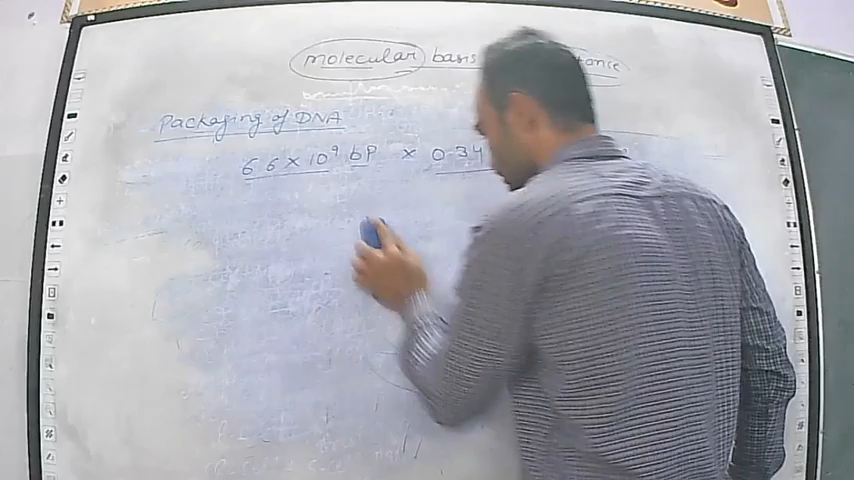 molecular basis tance
Packaging of DNA
6.6 × 10⁹ bp × 0.34